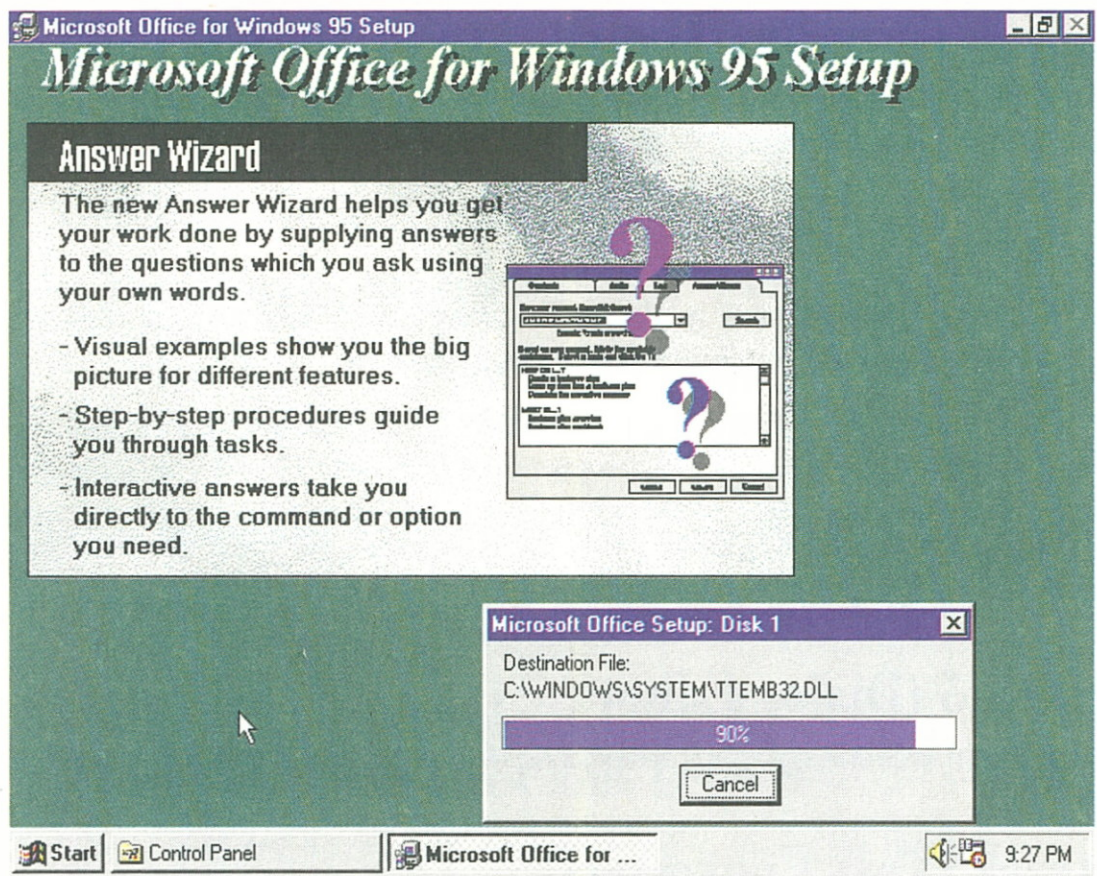 Microsoft Office for Windows 95 Setup
Microsoft Office for Windows 95 Setup
Answer Wizard
The new Answer Wizard helps you get
your work done by supplying answers
to the questions which you ask using
your own words.
- Visual examples show you the big
picture for different features.
- Step-by-step procedures guide
you through tasks.
- Interactive answers take you
directly to the command or option
you need.
?
?
Microsoft Office Setup: Disk 1
Destination File:
C:\WINDOWS\SYSTEM\TTEMB32.DLL
90%
Cancel
Start
Control Panel
Microsoft Office for ...
9:27 PM